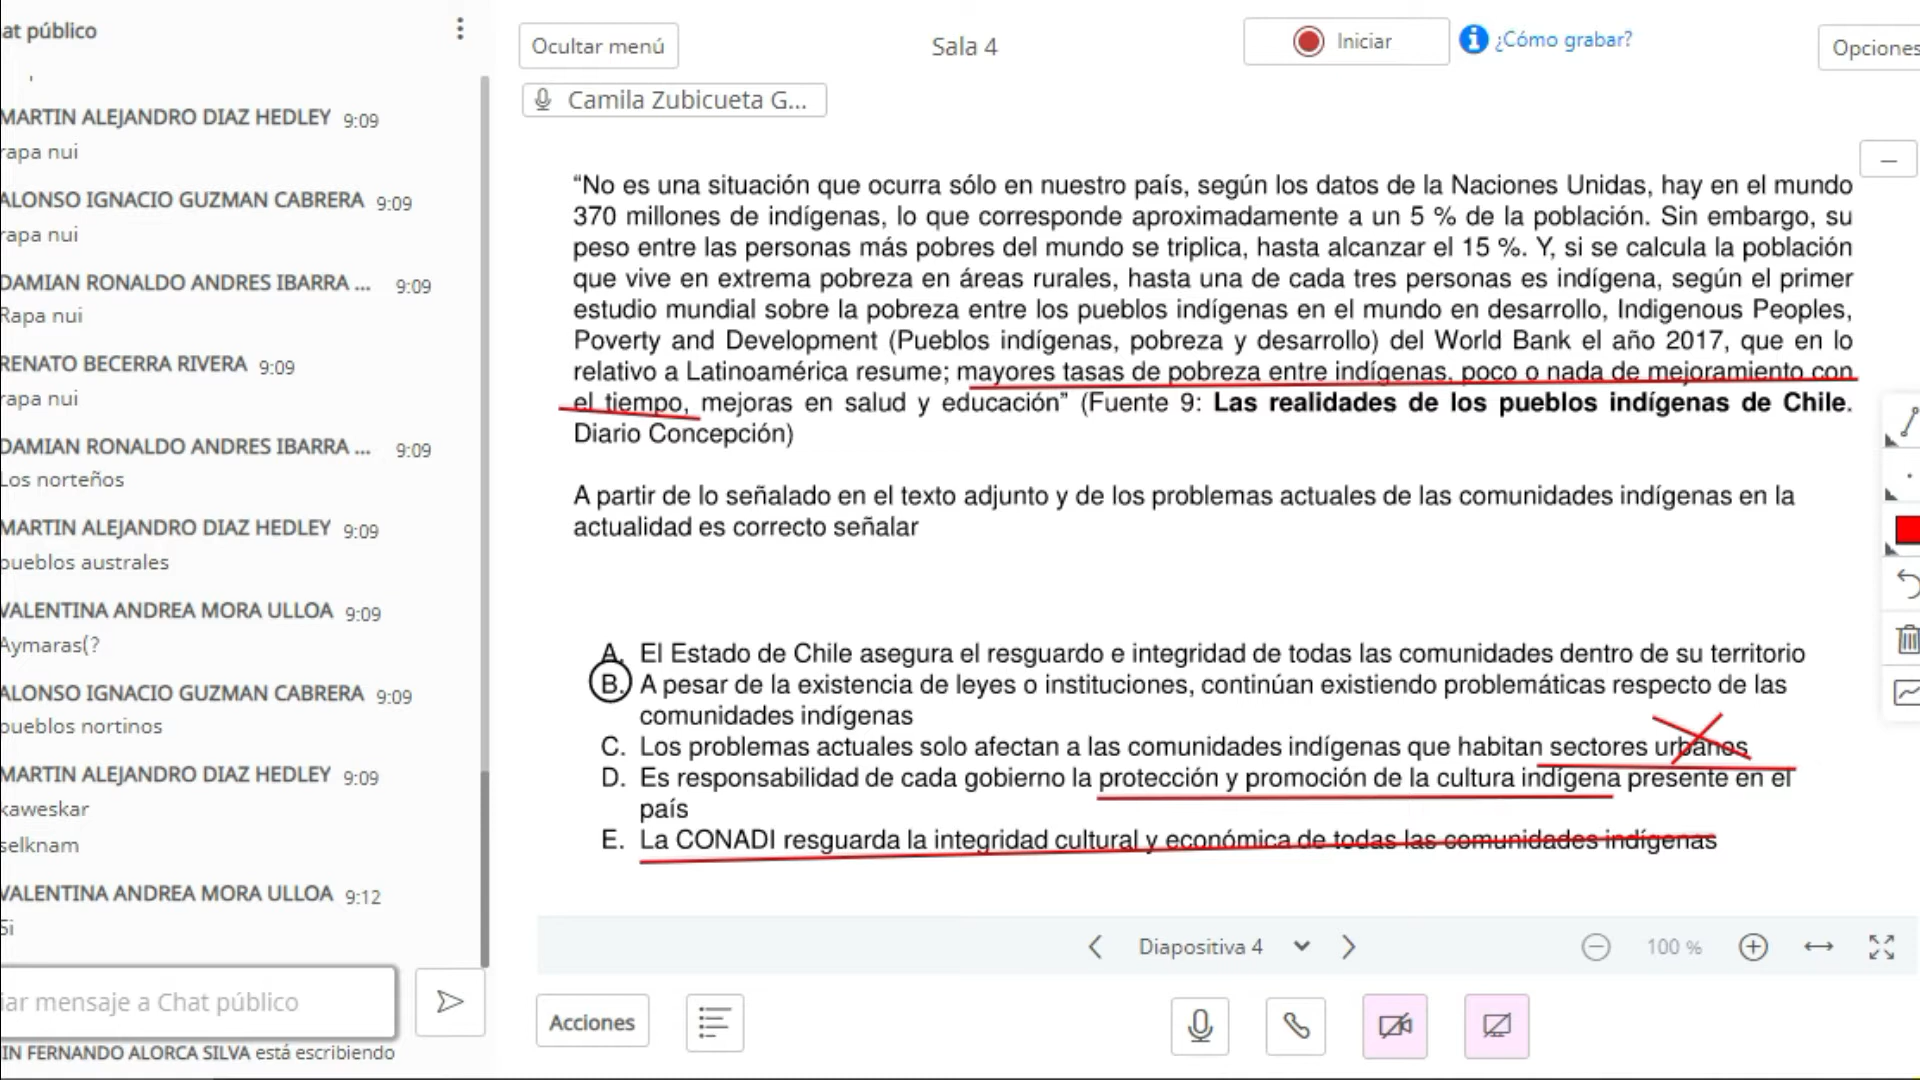 at público
MARTIN ALEJANDRO DIAZ HEDLEY 9:09
rapa nui
ALONSO IGNACIO GUZMAN CABRERA 9:09
rapa nui
DAMIAN RONALDO ANDRES IBARRA ... 9:09
Rapa nui
RENATO BECERRA RIVERA 9:09
rapa nui
DAMIAN RONALDO ANDRES IBARRA ... 9:09
Los norteños
MARTIN ALEJANDRO DIAZ HEDLEY 9:09
pueblos australes
VALENTINA ANDREA MORA ULLOA 9:09
Aymaras(?
ALONSO IGNACIO GUZMAN CABRERA 9:09
pueblos nortinos
MARTIN ALEJANDRO DIAZ HEDLEY 9:09
kaweskar
selknam
VALENTINA ANDREA MORA ULLOA 9:12
Si
iar mensaje a Chat público
IN FERNANDO ALORCA SILVA está escribiendo
Ocultar menú
Sala 4
Iniciar
¿Cómo grabar?
Opciones
Camila Zubicueta G...
“No es una situación que ocurra sólo en nuestro país, según los datos de la Naciones Unidas, hay en el mundo
370 millones de indígenas, lo que corresponde aproximadamente a un 5 % de la población. Sin embargo, su
peso entre las personas más pobres del mundo se triplica, hasta alcanzar el 15 %. Y, si se calcula la población
que vive en extrema pobreza en áreas rurales, hasta una de cada tres personas es indígena, según el primer
estudio mundial sobre la pobreza entre los pueblos indígenas en el mundo en desarrollo, Indigenous Peoples,
Poverty and Development (Pueblos indígenas, pobreza y desarrollo) del World Bank el año 2017, que en lo
relativo a Latinoamérica resume; mayores tasas de pobreza entre indígenas, poco o nada de mejoramiento con
el tiempo, mejoras en salud y educación” (Fuente 9: Las realidades de los pueblos indígenas de Chile.
Diario Concepción)
A partir de lo señalado en el texto adjunto y de los problemas actuales de las comunidades indígenas en la
actualidad es correcto señalar
A. El Estado de Chile asegura el resguardo e integridad de todas las comunidades dentro de su territorio
B. A pesar de la existencia de leyes o instituciones, continúan existiendo problemáticas respecto de las
comunidades indígenas
C. Los problemas actuales solo afectan a las comunidades indígenas que habitan sectores urbanos
D. Es responsabilidad de cada gobierno la protección y promoción de la cultura indígena presente en el
país
E. La CONADI resguarda la integridad cultural y económica de todas las comunidades indígenas
Diapositiva 4
100 %
Acciones